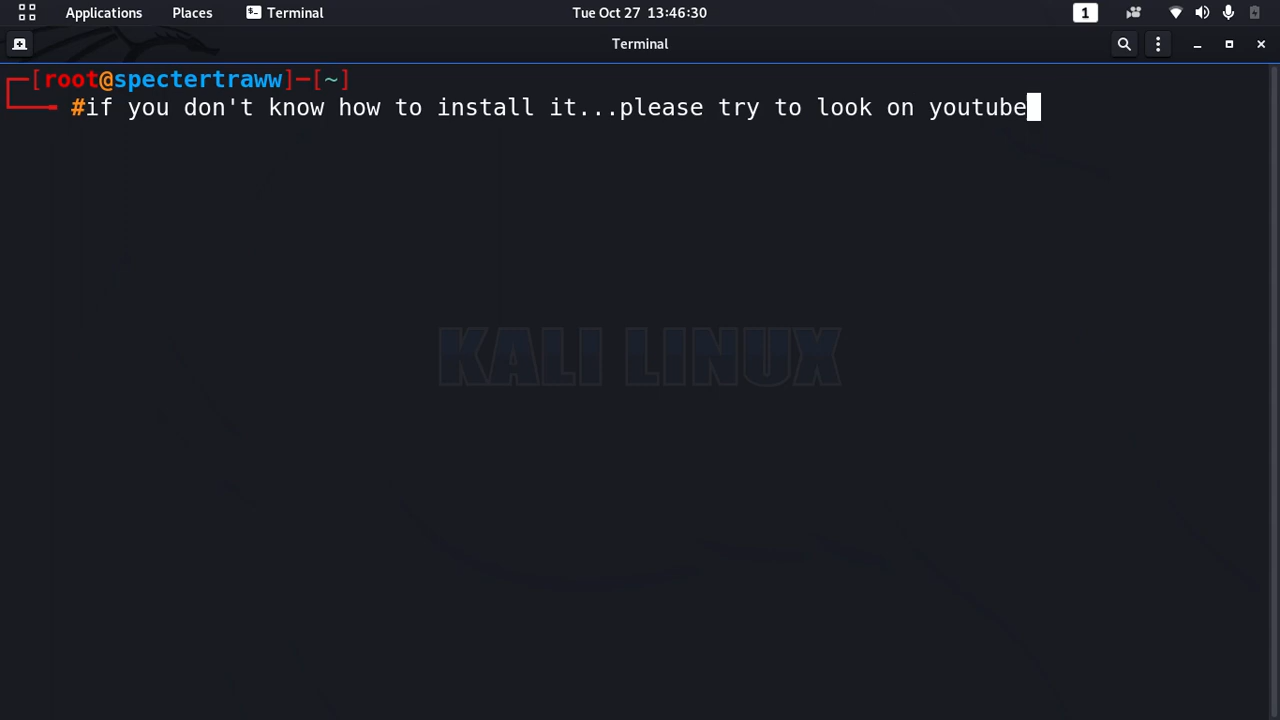 Applications Places Terminal Tue Oct 27 13:46:30 1
Terminal
[root@spectertraww]─[~]
#if you don't know how to install it...please try to look on youtube
KALI LINUX